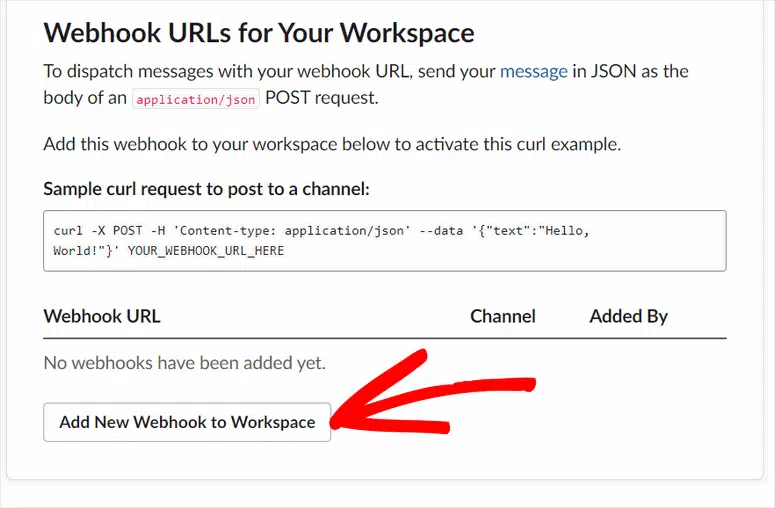 Webhook URLs for Your Workspace
To dispatch messages with your webhook URL, send your message in JSON as the
body of an application/json POST request.
Add this webhook to your workspace below to activate this curl example.
Sample curl request to post to a channel:
curl -X POST -H 'Content-type: application/json' --data '{"text":"Hello,
World!"}' YOUR_WEBHOOK_URL_HERE
Webhook URL Channel Added By
No webhooks have been added yet.
Add New Webhook to Workspace